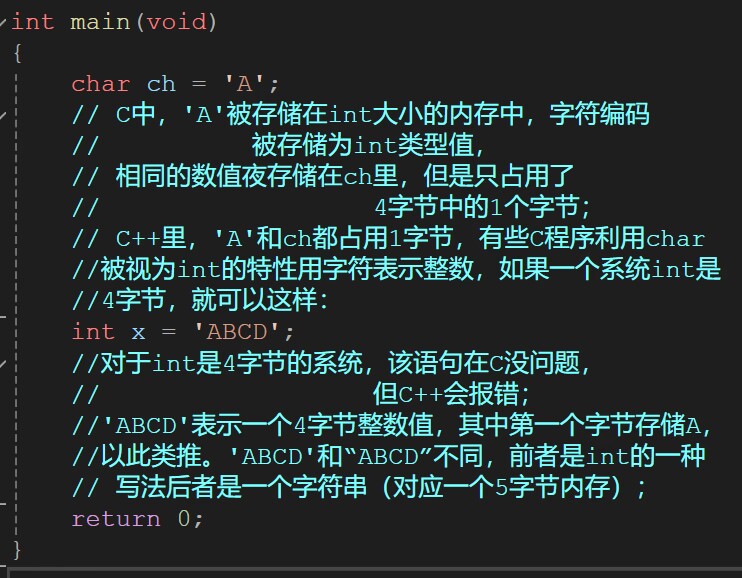 int main(void)
{
char ch = 'A';
// C中，'A'被存储在int大小的内存中，字符编码
// 被存储为int类型值，
// 相同的数值夜存储在ch里，但是只占用了
// 4字节中的1个字节；
// C++里，'A'和ch都占用1字节，有些C程序利用char
//被视为int的特性用字符表示整数，如果一个系统int是
//4字节，就可以这样：
int x = 'ABCD';
//对于int是4字节的系统，该语句在C没问题，
// 但C++会报错；
//'ABCD'表示一个4字节整数值，其中第一个字节存储A，
//以此类推。'ABCD'和“ABCD”不同，前者是int的一种
// 写法后者是一个字符串（对应一个5字节内存）；
return 0;
}